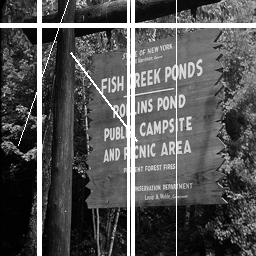 STATE OF NEW YORK
FISH CREEK PONDS
ROLLINS POND
PUBLIC CAMPSITE
AND PICNIC AREA
PREVENT FOREST FIRES
CONSERVATION DEPARTMENT